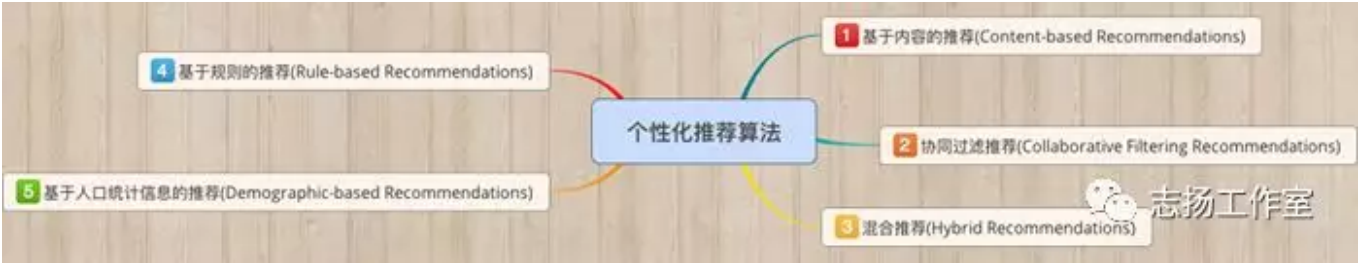 1 基于内容的推荐(Content-based Recommendations)
4 基于规则的推荐(Rule-based Recommendations)
个性化推荐算法
2 协同过滤推荐(Collaborative Filtering Recommendations)
5 基于人口统计信息的推荐(Demographic-based Recommendations)
志扬工作室
3 混合推荐(Hybrid Recommendations)